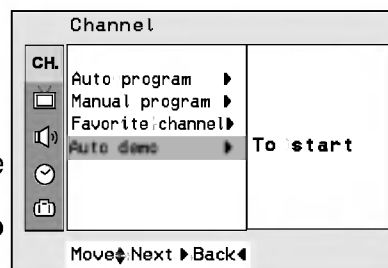 Channel
CH.
Auto program ▶
Manual program ▶
Favorite channel▶
Auto demo ▶
To start
Move▲▼Next ▶Back◀
e